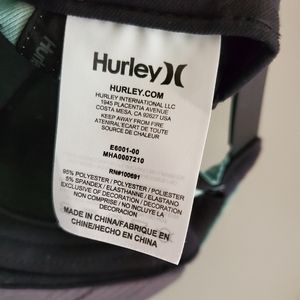 Hurley
Hurley
HURLEY.COM
HURLEY INTERNATIONAL LLC
1945 PLACENTIA AVENUE
COSTA MESA, CA 92627 USA
KEEP AWAY FROM FIRE
ATENIRALECART DE TOUTE
SOURCE DE CHALEUR
E6001-00
MHA0007210
RN#100691
95% POLYESTER / POLYESTER / POLIESTER
5% SPANDEX / ELASTHANNE / ELASTANO
EXCLUSIVE OF DECORATION / DECORATION
NON COMPRISE / NO INCLUYE LA
DECORACION
MADE IN CHINA/FABRIQUE EN
CHINE/HECHO EN CHINA